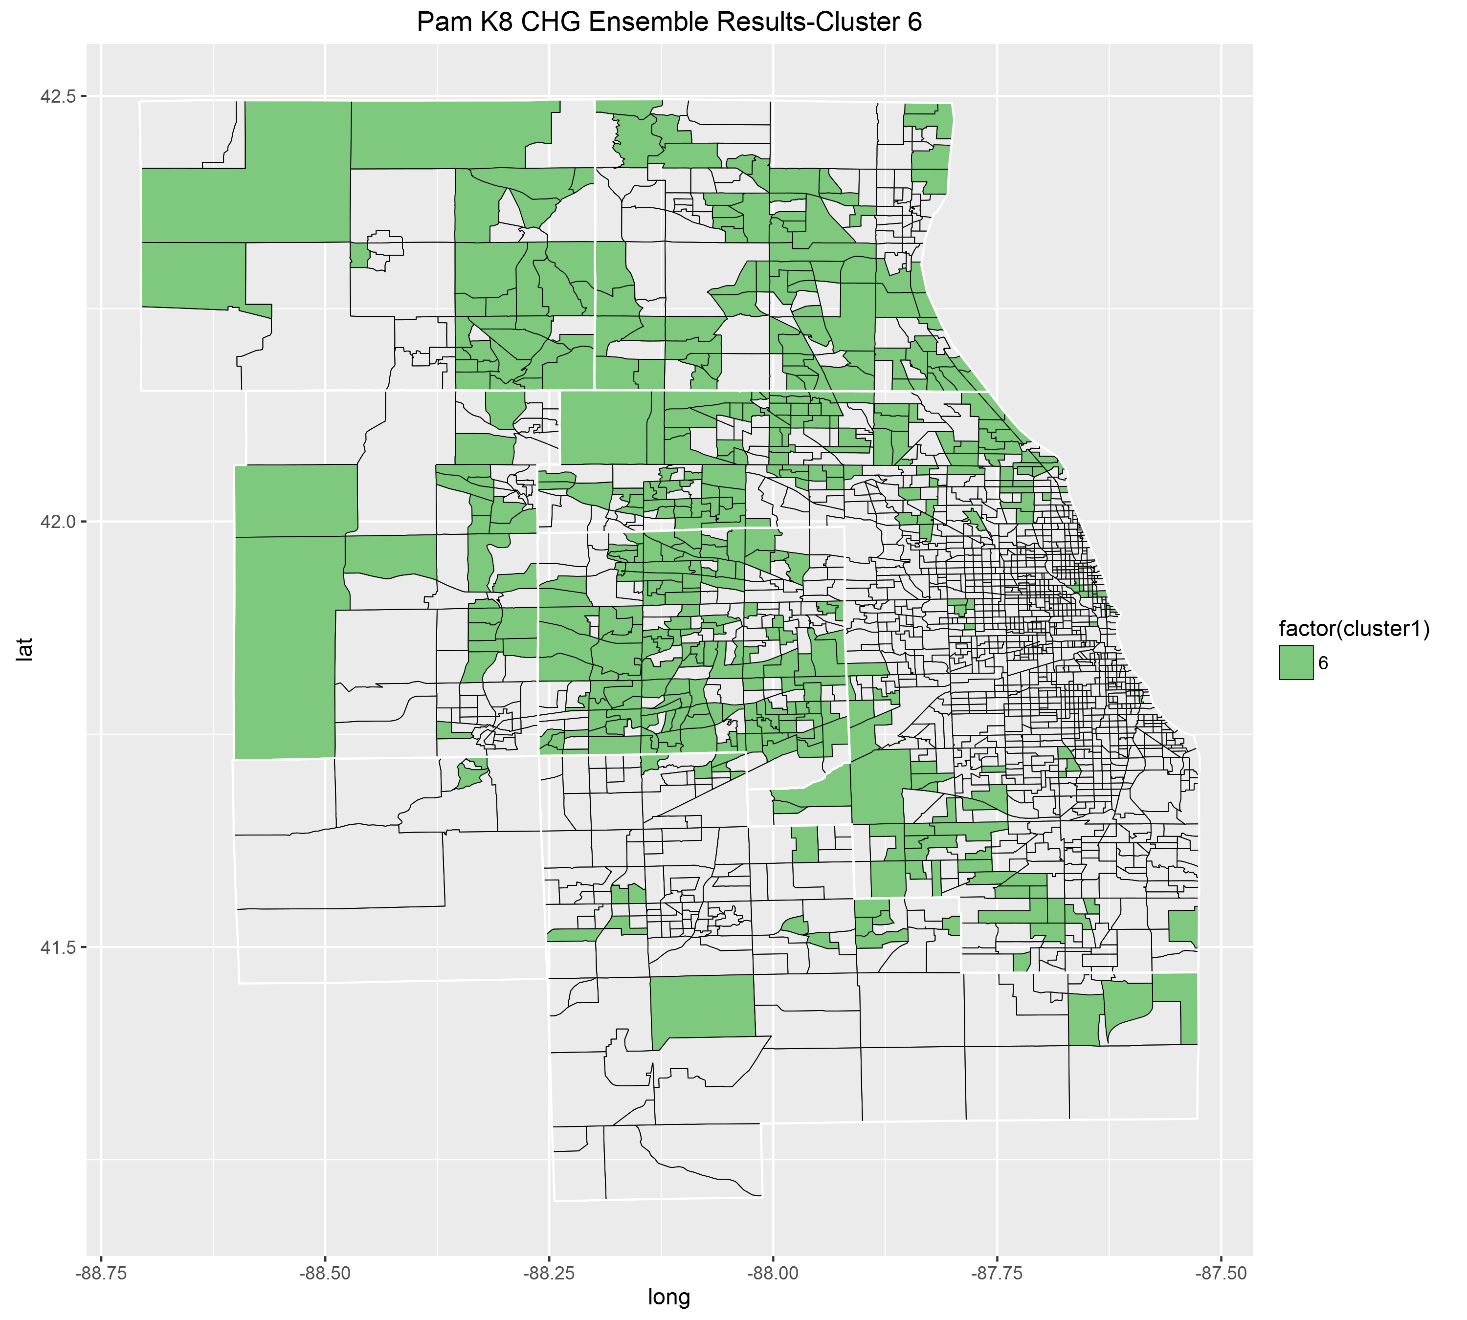 Pam K8 CHG Ensemble Results-Cluster 6
42.5
42.0
41.5
lat
-88.75
-88.50
-88.25
-88.00
-87.75
-87.50
long
factor(cluster1)
6